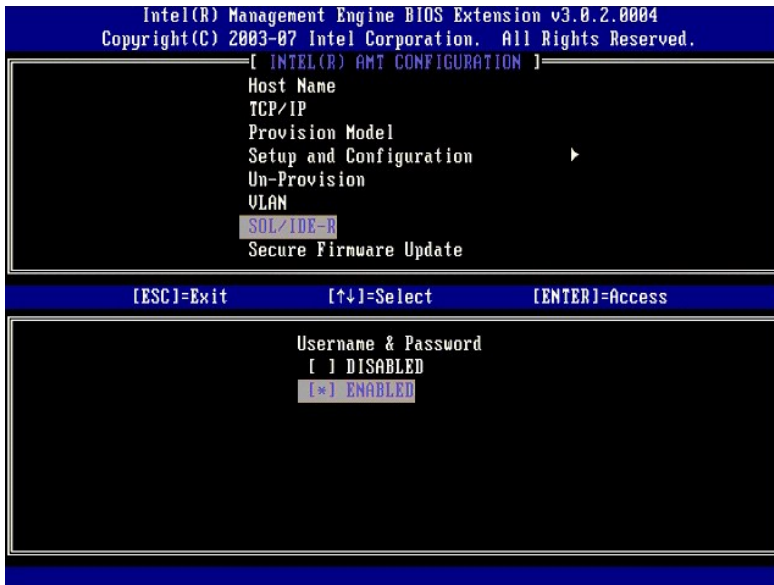 Intel(R) Management Engine BIOS Extension v3.0.2.0004
Copyright(C) 2003-07 Intel Corporation. All Rights Reserved.
[ INTEL(R) AMT CONFIGURATION ]
Host Name
TCP/IP
Provision Model
Setup and Configuration
Un-Provision
VLAN
SOL/IDE-R
Secure Firmware Update
[ESC]=Exit [↑↓]=Select [ENTER]=Access
Username & Password
[ ] DISABLED
[*] ENABLED